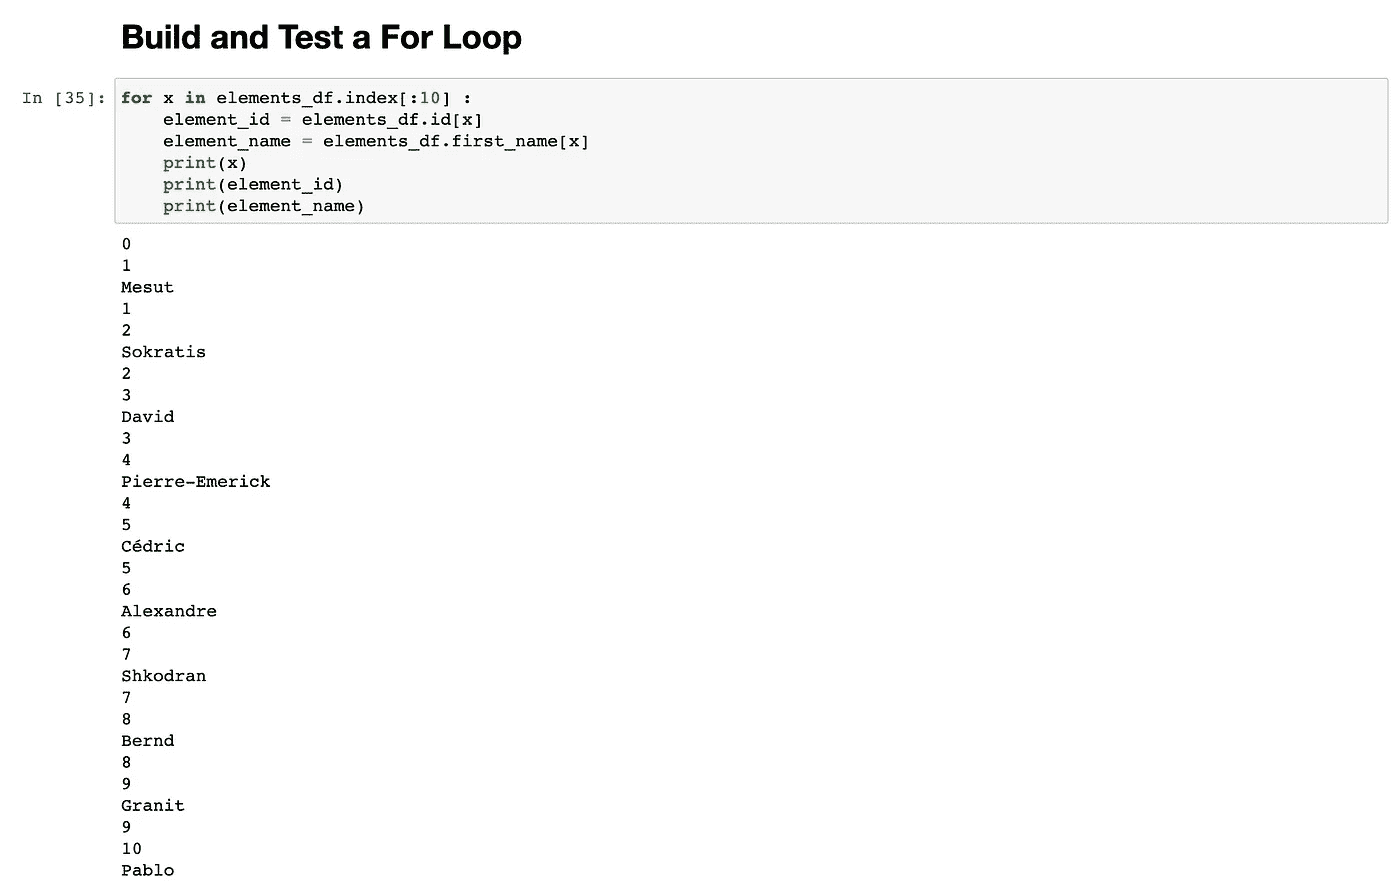 Build and Test a For Loop
In [35]: for x in elements_df.index[:10] :
    element_id = elements_df.id[x]
    element_name = elements_df.first_name[x]
    print(x)
    print(element_id)
    print(element_name)
0
1
Mesut
1
2
Sokratis
2
3
David
3
4
Pierre-Emerick
4
5
Cédric
5
6
Alexandre
6
7
Shkodran
7
8
Bernd
8
9
Granit
9
10
Pablo